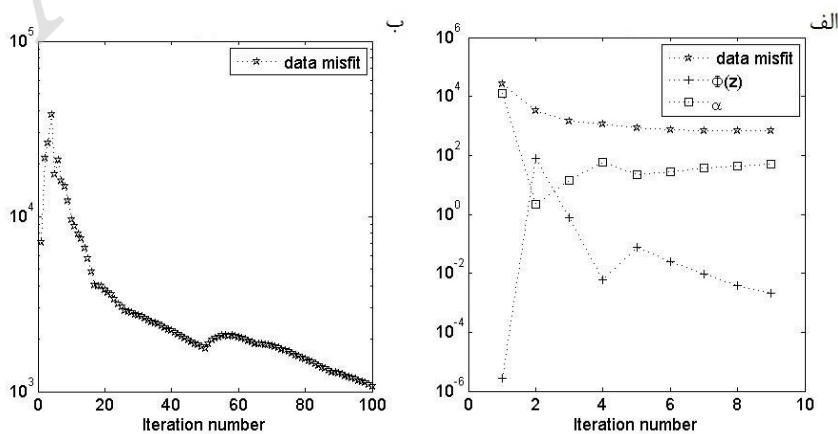 ب
10^5
10^4
10^3
data misfit
0 20 40 60 80 100
Iteration number
الف
10^6
10^4
10^2
10^0
10^-2
10^-4
10^-6
data misfit
Φ(z)
α
0 2 4 6 8 10
Iteration number